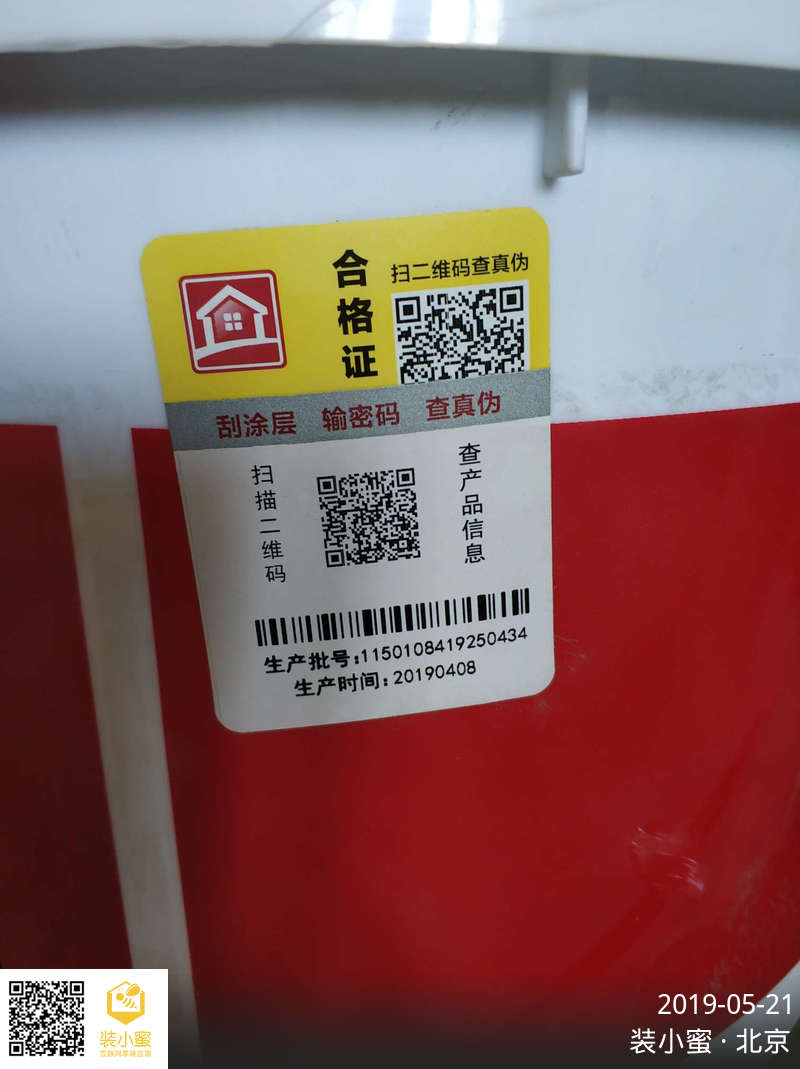 合格证
扫二维码查真伪
刮涂层 输密码 查真伪
扫描二维码
查产品信息
生产批号:1150108419250434
生产时间:20190408
装小蜜
2019-05-21
装小蜜·北京